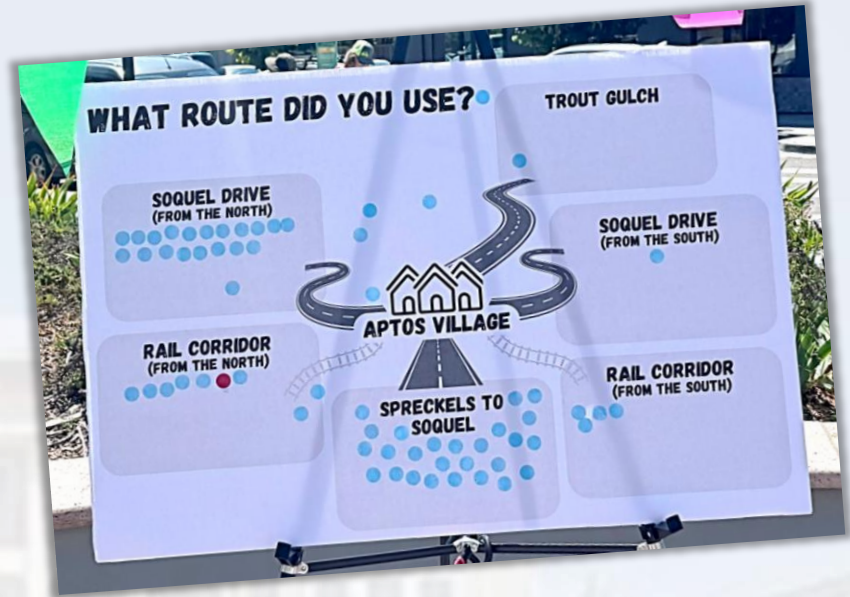 WHAT ROUTE DID YOU USE?
TROUT GULCH
SOQUEL DRIVE
(FROM THE NORTH)
SOQUEL DRIVE
(FROM THE SOUTH)
APTOS VILLAGE
RAIL CORRIDOR
(FROM THE NORTH)
SPRECKELS TO
SOQUEL
RAIL CORRIDOR
(FROM THE SOUTH)